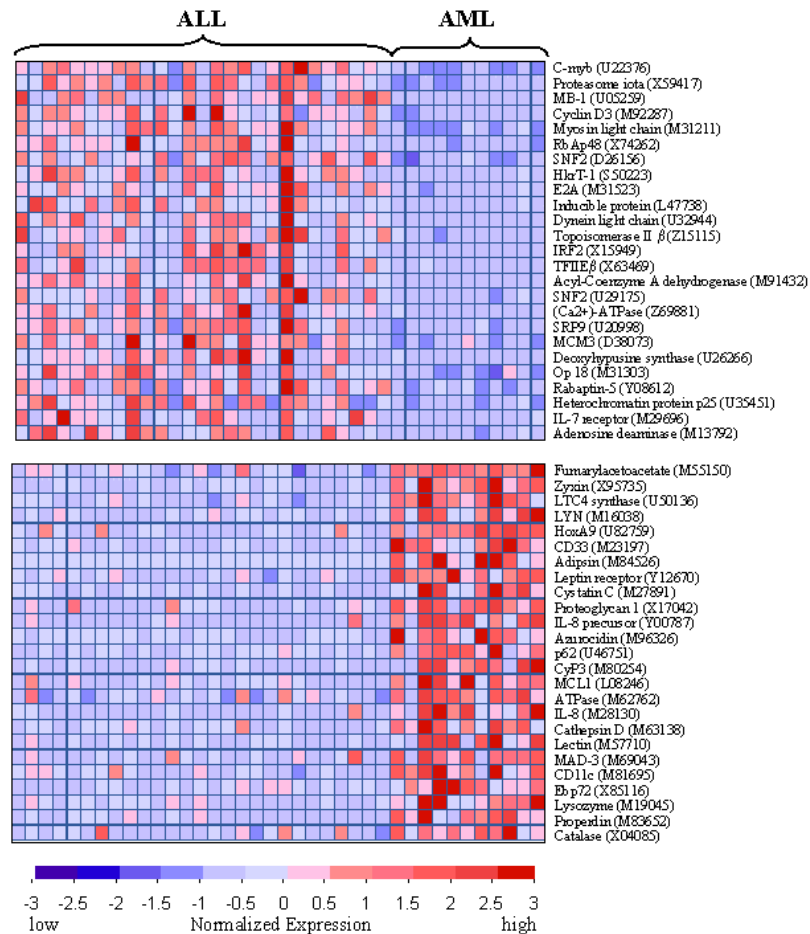 ALL AML
C-myb (U22376)
Proteasome iota (X59417)
MB-1 (U05259)
Cyclin D3 (M92287)
Myosin light chain (M31211)
RbAp48 (X74262)
SNF2 (D26156)
HkrT-1 (S50223)
E2A (M31523)
Inducible protein (L47738)
Dynein light chain (U32944)
Topoisomerase II β (Z15115)
IRF2 (X15949)
TFIIEβ (X63469)
Acyl-Coenzyme A dehydrogenase (M91432)
SNF2 (U29175)
(Ca2+)-ATPase (Z69881)
SRP9 (U20998)
MCM3 (D38073)
Deoxyhypusine synthase (U26266)
Op 18 (M31303)
Rabaptin-5 (Y08612)
Heterochromatin protein p25 (U35451)
IL-7 receptor (M29696)
Adenosine deaminase (M13792)
Fumarylacetoacetate (M55150)
Zyxin (X95735)
LTC4 synthase (U50136)
LYN (M16038)
HoxA9 (U82759)
CD33 (M23197)
Adipsin (M84526)
Leptin receptor (Y12670)
Cystatin C (M27891)
Proteoglycan 1 (X17042)
IL-8 precursor (Y00787)
Azurocidin (M96326)
p62 (U46751)
CyP3 (M80254)
MCL1 (L08246)
ATPase (M62762)
IL-8 (M28130)
Cathepsin D (M63138)
Lectin (M57710)
MAD-3 (M69043)
CD11c (M81695)
Ebp72 (X85116)
Lysozyme (M19045)
Properdin (M83652)
Catalase (X04085)
-3 -2.5 -2 -1.5 -1 -0.5 0 0.5 1 1.5 2 2.5 3
low Normalized Expression high